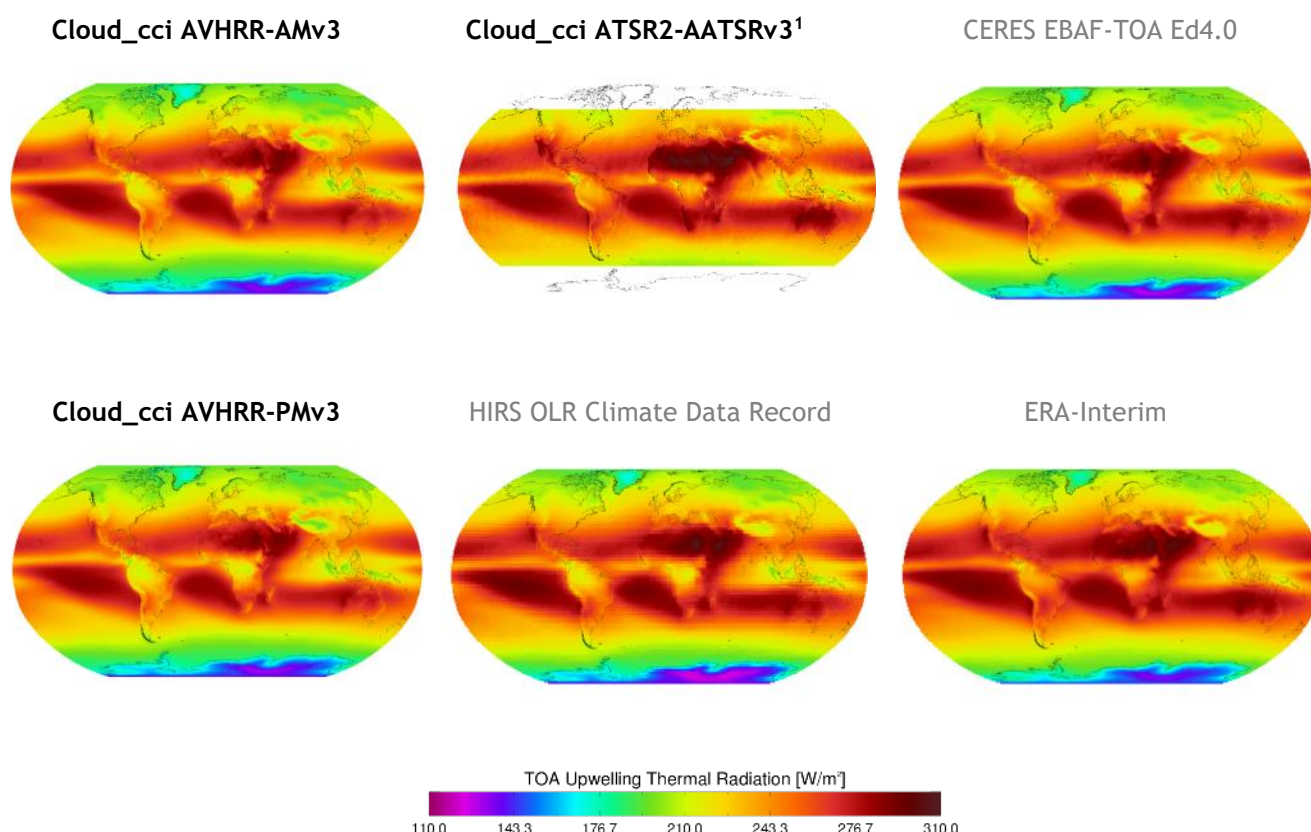 Cloud_cci AVHRR-AMv3 Cloud_cci ATSR2-AATSRv3¹ CERES EBAF-TOA Ed4.0
Cloud_cci AVHRR-PMv3 HIRS OLR Climate Data Record ERA-Interim
TOA Upwelling Thermal Radiation [W/m²]
110.0 143.3 176.7 210.0 243.3 276.7 310.0